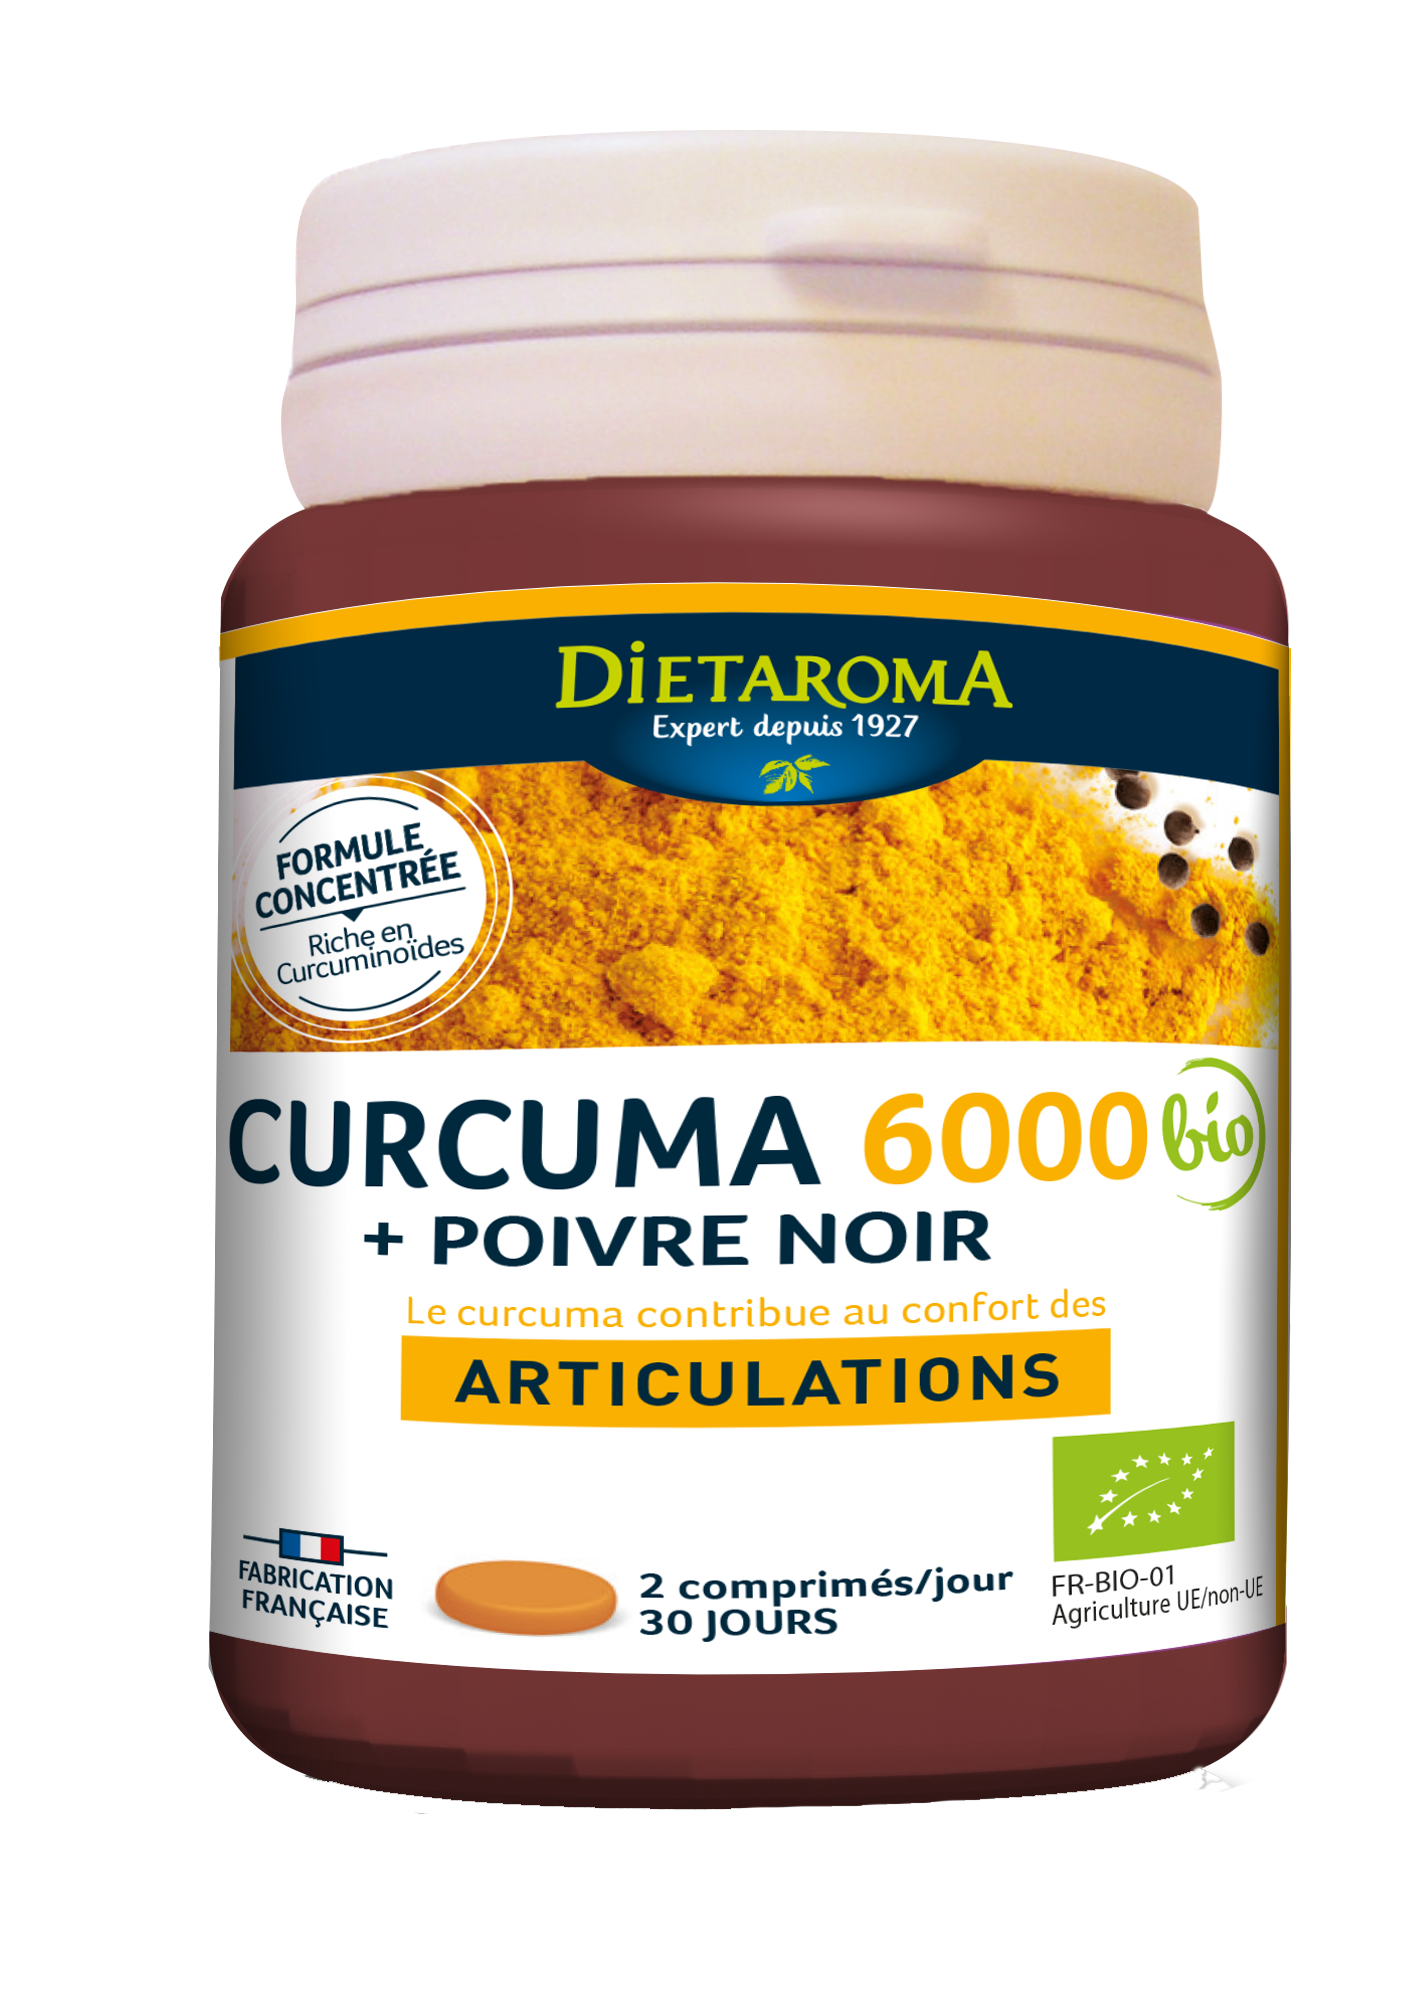 DiETAROMA
Expert depuis 1927
FORMULE
CONCENTRÉE
Riche en
Curcuminoïdes
CURCUMA 6000 bio
+ POIVRE NOIR
Le curcuma contribue au confort des
ARTICULATIONS
FABRICATION
FRANÇAISE
2 comprimés/jour
30 JOURS
FR-BIO-01
Agriculture UE/non-UE